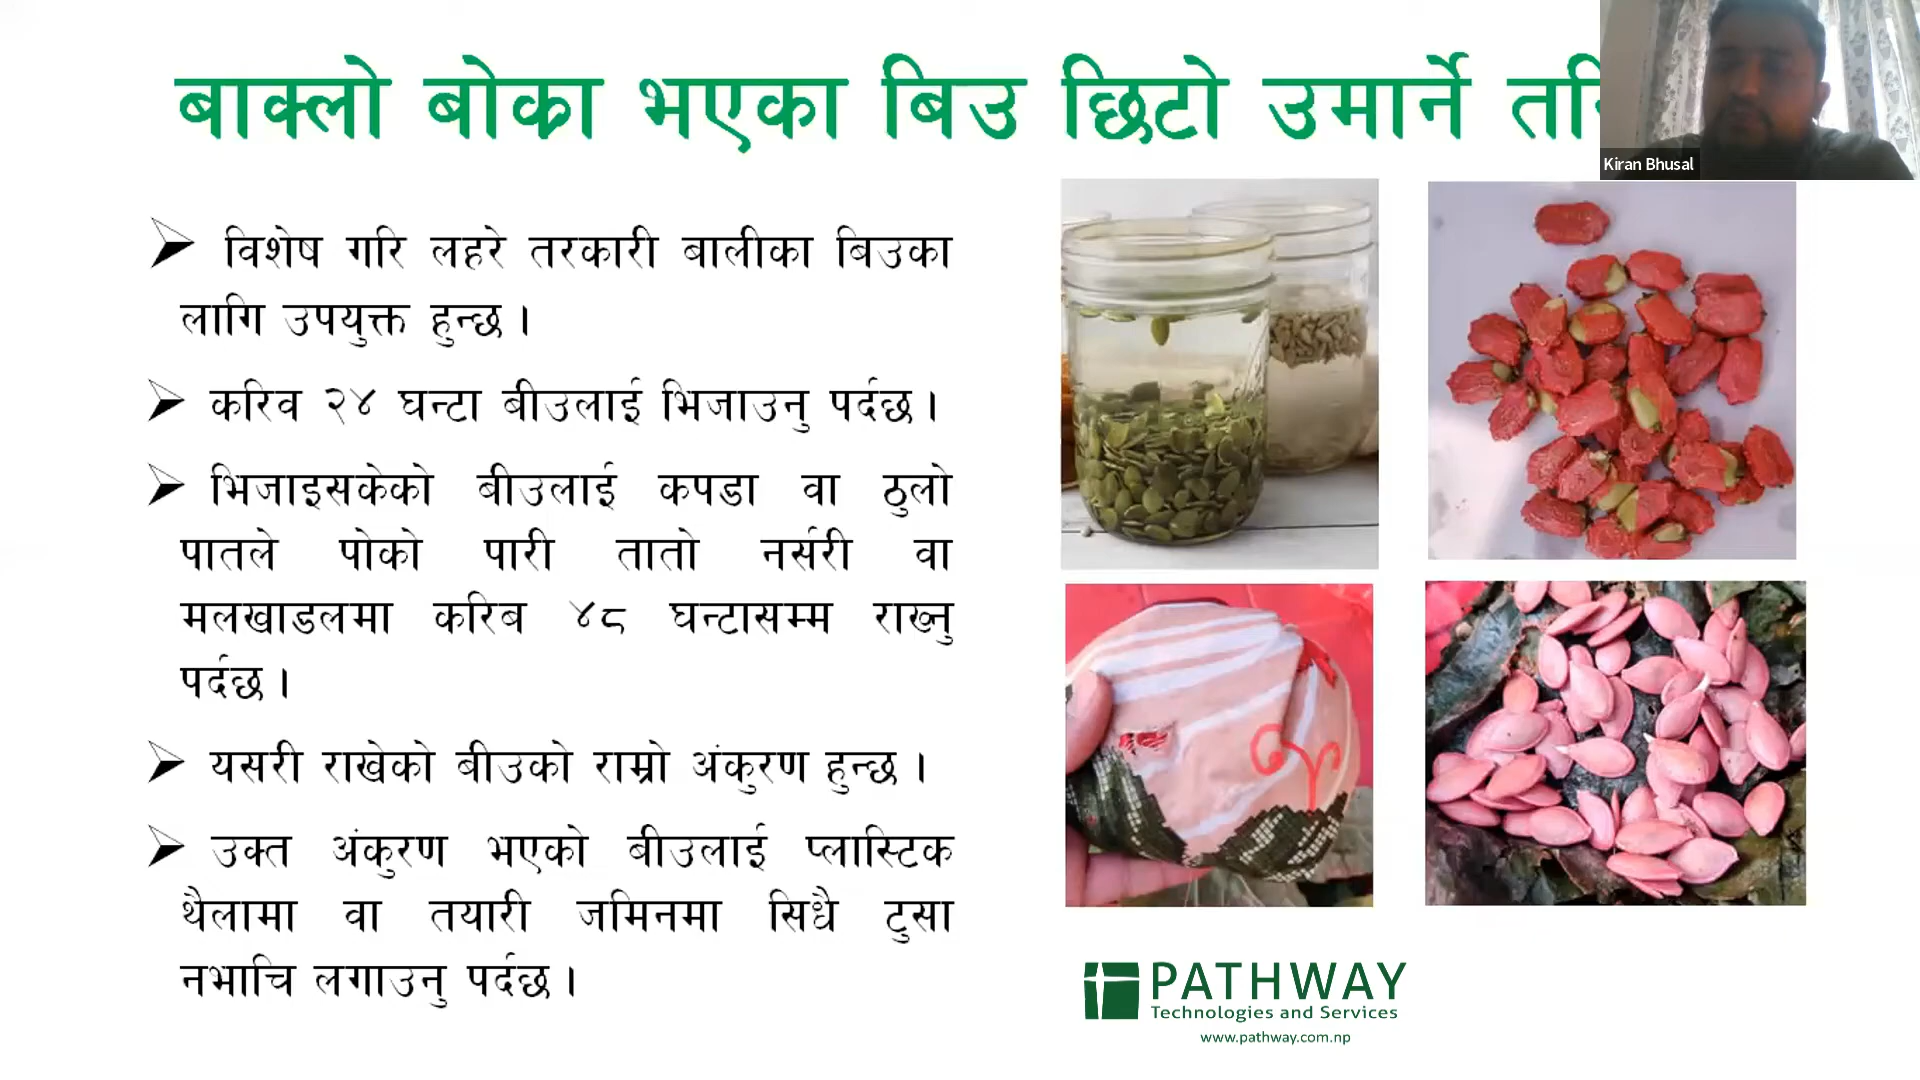 बाक्लो बोक्रा भएका बिउ छिटो उमार्ने
Kiran Bhusal
विशेष गरि लहरे तरकारी बालीका बिउका
लागि उपयुक्त हुन्छ ।
करिव २४ घन्टा बीउलाई भिजाउनु पर्दछ ।
भिजाइसकेको बीउलाई कपडा वा ठुलो
पातले पोको पारी तातो नर्सरी वा
मलखाडलमा करिब ४८ घन्टासम्म राख्नु
पर्दछ ।
यसरी राखेको बीउको राम्रो अंकुरण हुन्छ ।
उक्त अंकुरण भएको बीउलाई प्लास्टिक
थैलामा वा तयारी जमिनमा सिधै टुसा
नभाचि लगाउनु पर्दछ ।
PATHWAY
Technologies and Services
www.pathway.com.np